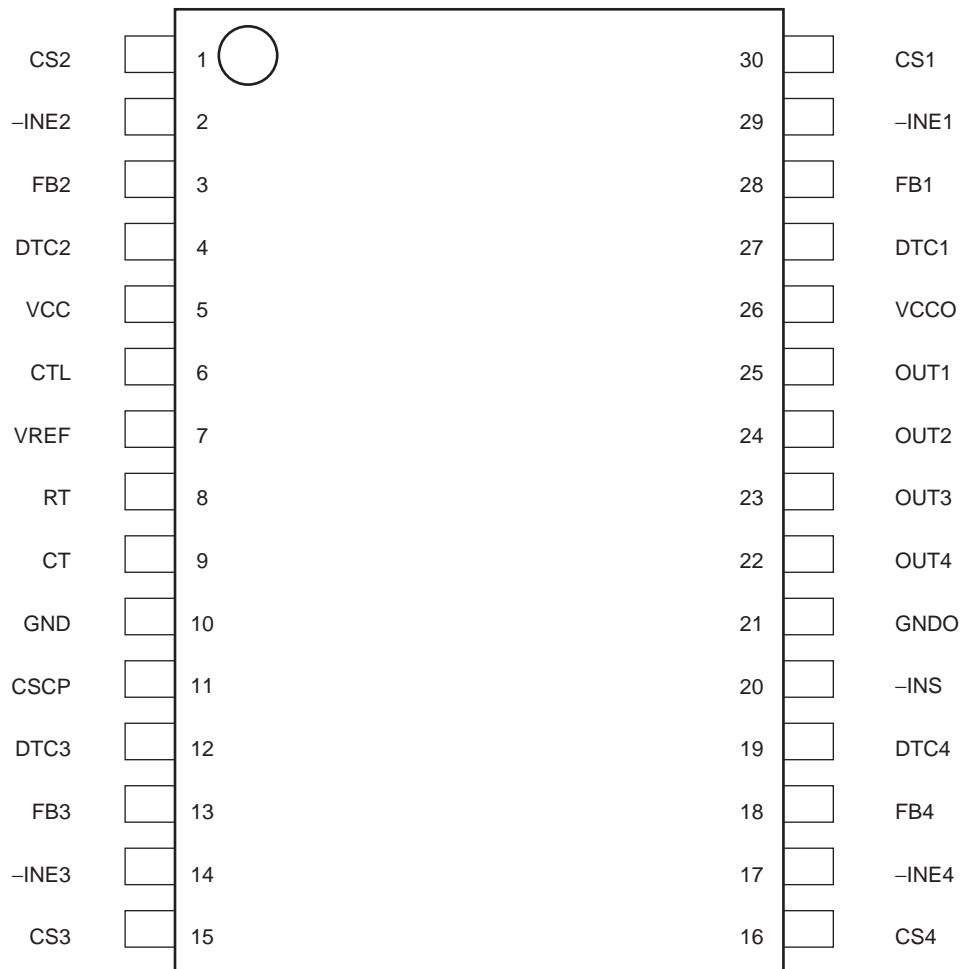 CS2 1 30 CS1
–INE2 2 29 –INE1
FB2 3 28 FB1
DTC2 4 27 DTC1
VCC 5 26 VCCO
CTL 6 25 OUT1
VREF 7 24 OUT2
RT 8 23 OUT3
CT 9 22 OUT4
GND 10 21 GNDO
CSCP 11 20 –INS
DTC3 12 19 DTC4
FB3 13 18 FB4
–INE3 14 17 –INE4
CS3 15 16 CS4